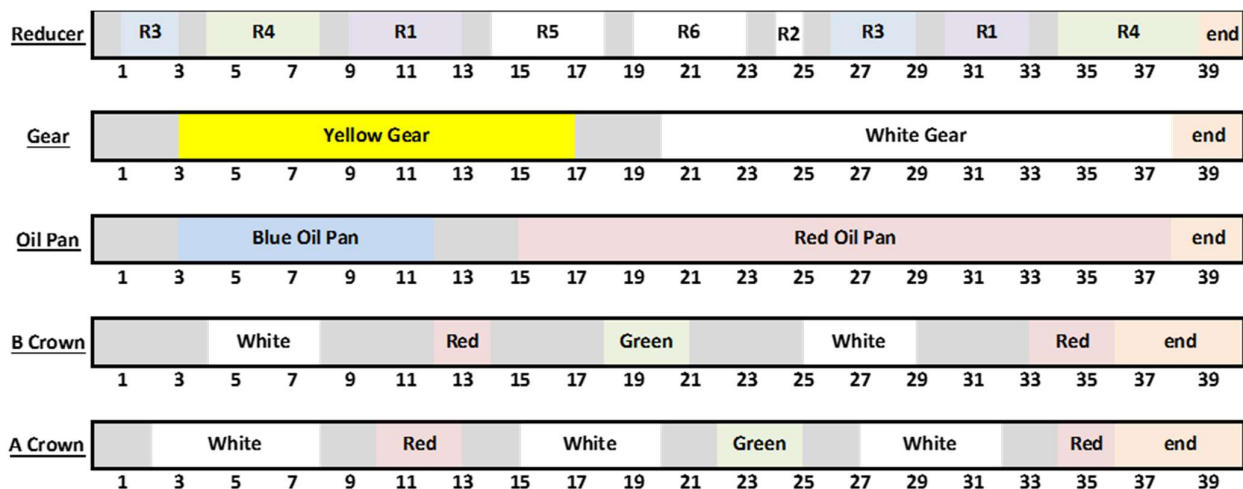 Reducer R3 R4 R1 R5 R6 R2 R3 R1 R4 end
1 3 5 7 9 11 13 15 17 19 21 23 25 27 29 31 33 35 37 39
Gear Yellow Gear White Gear end
1 3 5 7 9 11 13 15 17 19 21 23 25 27 29 31 33 35 37 39
Oil Pan Blue Oil Pan Red Oil Pan end
1 3 5 7 9 11 13 15 17 19 21 23 25 27 29 31 33 35 37 39
B Crown White Red Green White Red end
1 3 5 7 9 11 13 15 17 19 21 23 25 27 29 31 33 35 37 39
A Crown White Red White Green White Red end
1 3 5 7 9 11 13 15 17 19 21 23 25 27 29 31 33 35 37 39